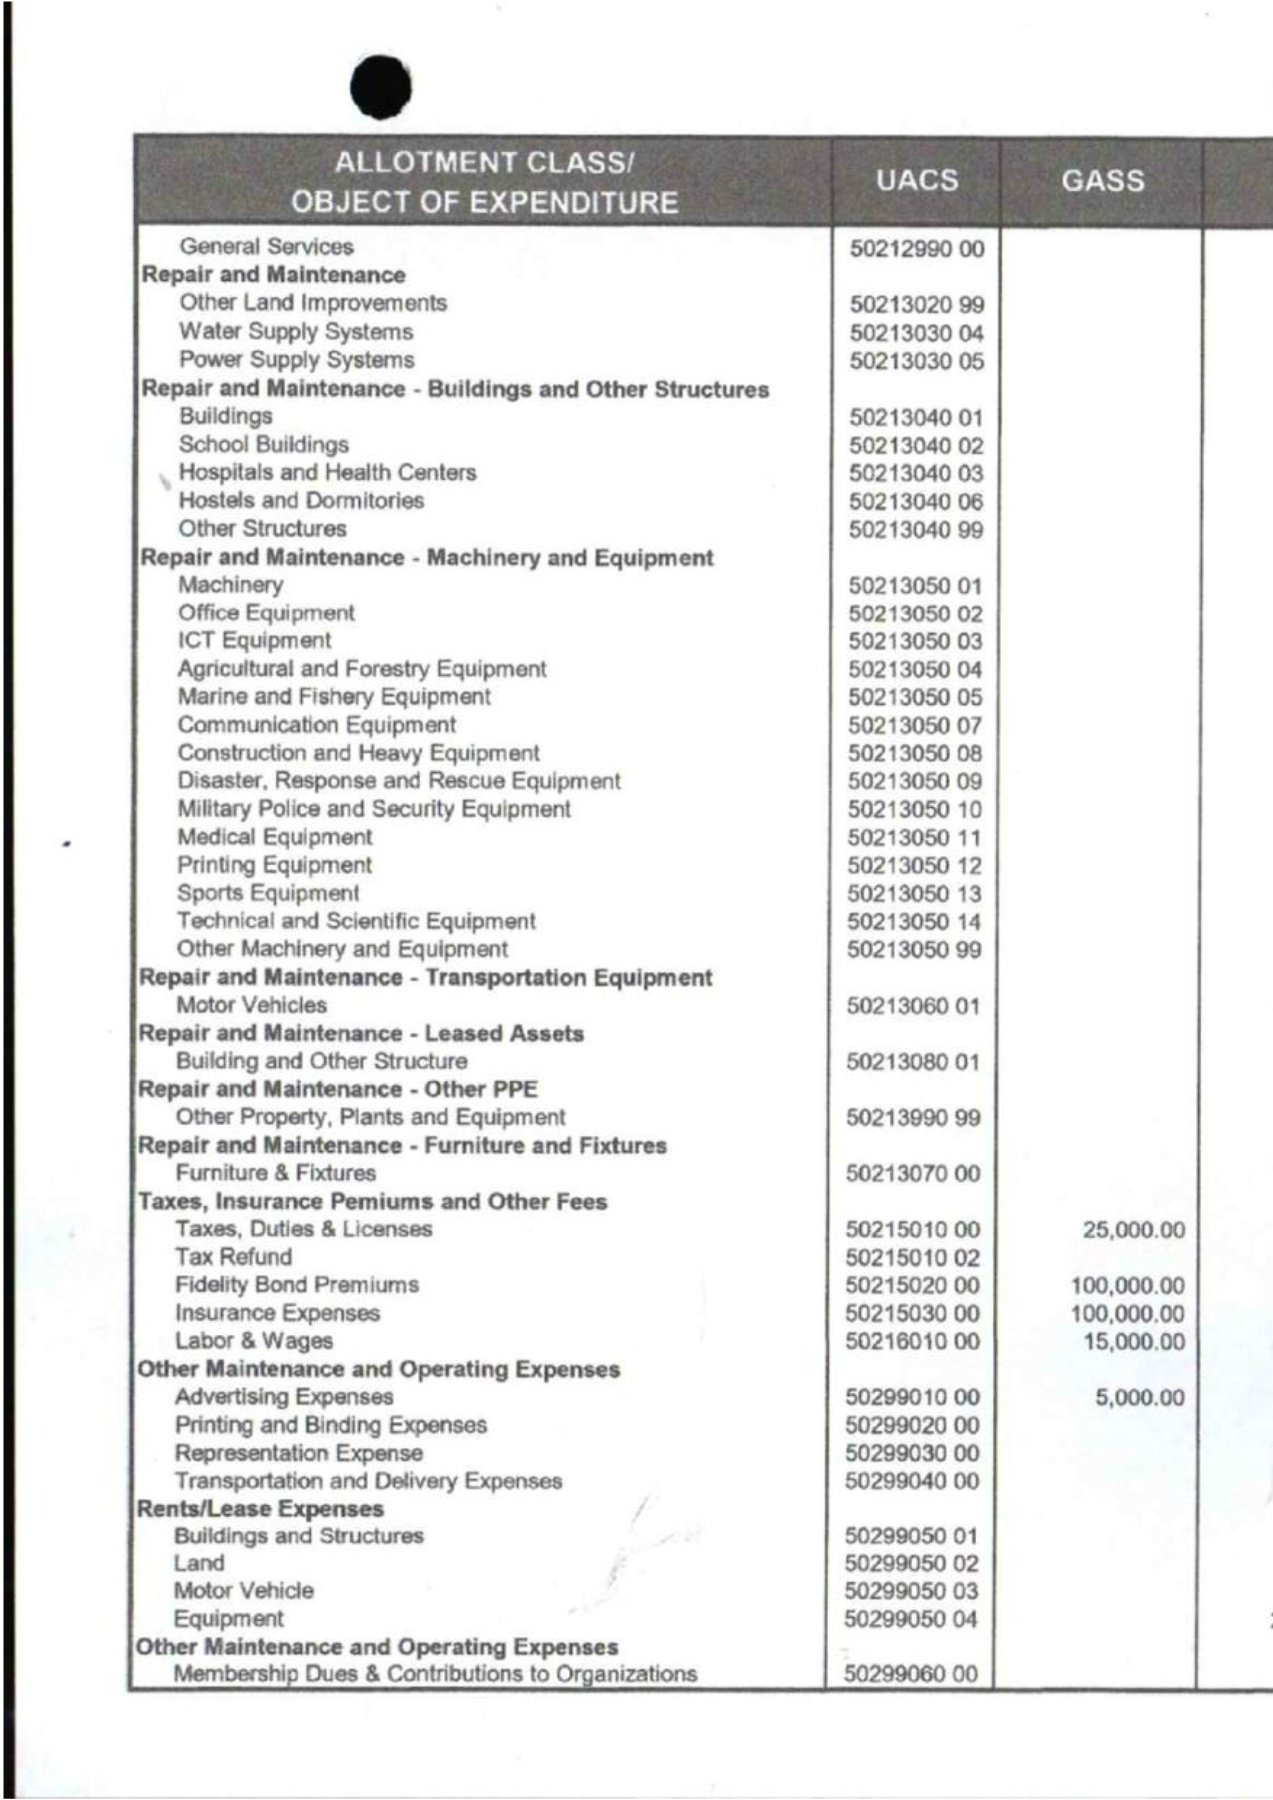 ALLOTMENT CLASS/
OBJECT OF EXPENDITURE UACS GASS
General Services 50212990 00
Repair and Maintenance
Other Land Improvements 50213020 99
Water Supply Systems 50213030 04
Power Supply Systems 50213030 05
Repair and Maintenance - Buildings and Other Structures
Buildings 50213040 01
School Buildings 50213040 02
Hospitals and Health Centers 50213040 03
Hostels and Dormitories 50213040 06
Other Structures 50213040 99
Repair and Maintenance - Machinery and Equipment
Machinery 50213050 01
Office Equipment 50213050 02
ICT Equipment 50213050 03
Agricultural and Forestry Equipment 50213050 04
Marine and Fishery Equipment 50213050 05
Communication Equipment 50213050 07
Construction and Heavy Equipment 50213050 08
Disaster, Response and Rescue Equipment 50213050 09
Military Police and Security Equipment 50213050 10
Medical Equipment 50213050 11
Printing Equipment 50213050 12
Sports Equipment 50213050 13
Technical and Scientific Equipment 50213050 14
Other Machinery and Equipment 50213050 99
Repair and Maintenance - Transportation Equipment
Motor Vehicles 50213060 01
Repair and Maintenance - Leased Assets
Building and Other Structure 50213080 01
Repair and Maintenance - Other PPE
Other Property, Plants and Equipment 50213990 99
Repair and Maintenance - Furniture and Fixtures
Furniture & Fixtures 50213070 00
Taxes, Insurance Pemiums and Other Fees
Taxes, Duties & Licenses 50215010 00 25,000.00
Tax Refund 50215010 02
Fidelity Bond Premiums 50215020 00 100,000.00
Insurance Expenses 50215030 00 100,000.00
Labor & Wages 50216010 00 15,000.00
Other Maintenance and Operating Expenses
Advertising Expenses 50299010 00 5,000.00
Printing and Binding Expenses 50299020 00
Representation Expense 50299030 00
Transportation and Delivery Expenses 50299040 00
Rents/Lease Expenses
Buildings and Structures 50299050 01
Land 50299050 02
Motor Vehicle 50299050 03
Equipment 50299050 04
Other Maintenance and Operating Expenses
Membership Dues & Contributions to Organizations 50299060 00